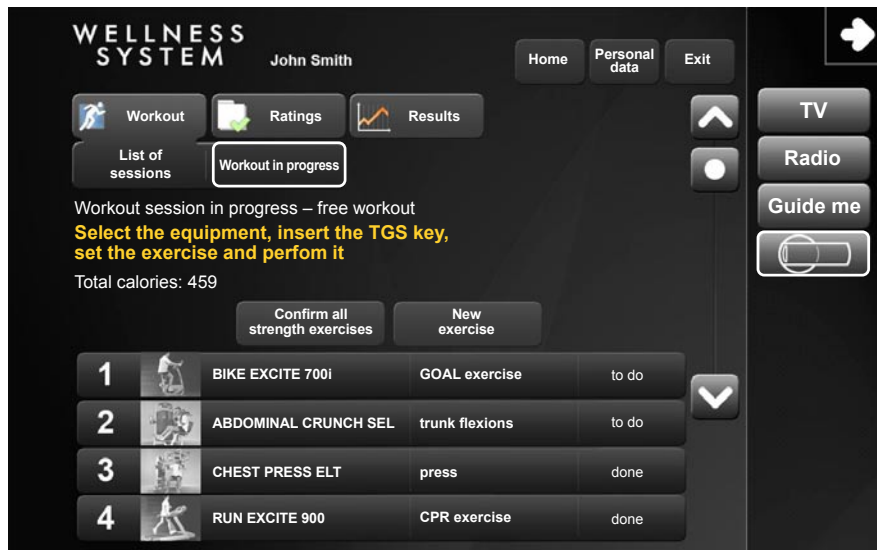 WELLNESS
SYSTEM
John Smith
Home
Personal
data
Exit
Workout
Ratings
Results
List of
sessions
Workout in progress
Workout session in progress – free workout
Select the equipment, insert the TGS key,
set the exercise and perfom it
Total calories: 459
Confirm all
strength exercises
New
exercise
1 BIKE EXCITE 700i GOAL exercise to do
2 ABDOMINAL CRUNCH SEL trunk flexions to do
3 CHEST PRESS ELT press done
4 RUN EXCITE 900 CPR exercise done
TV
Radio
Guide me